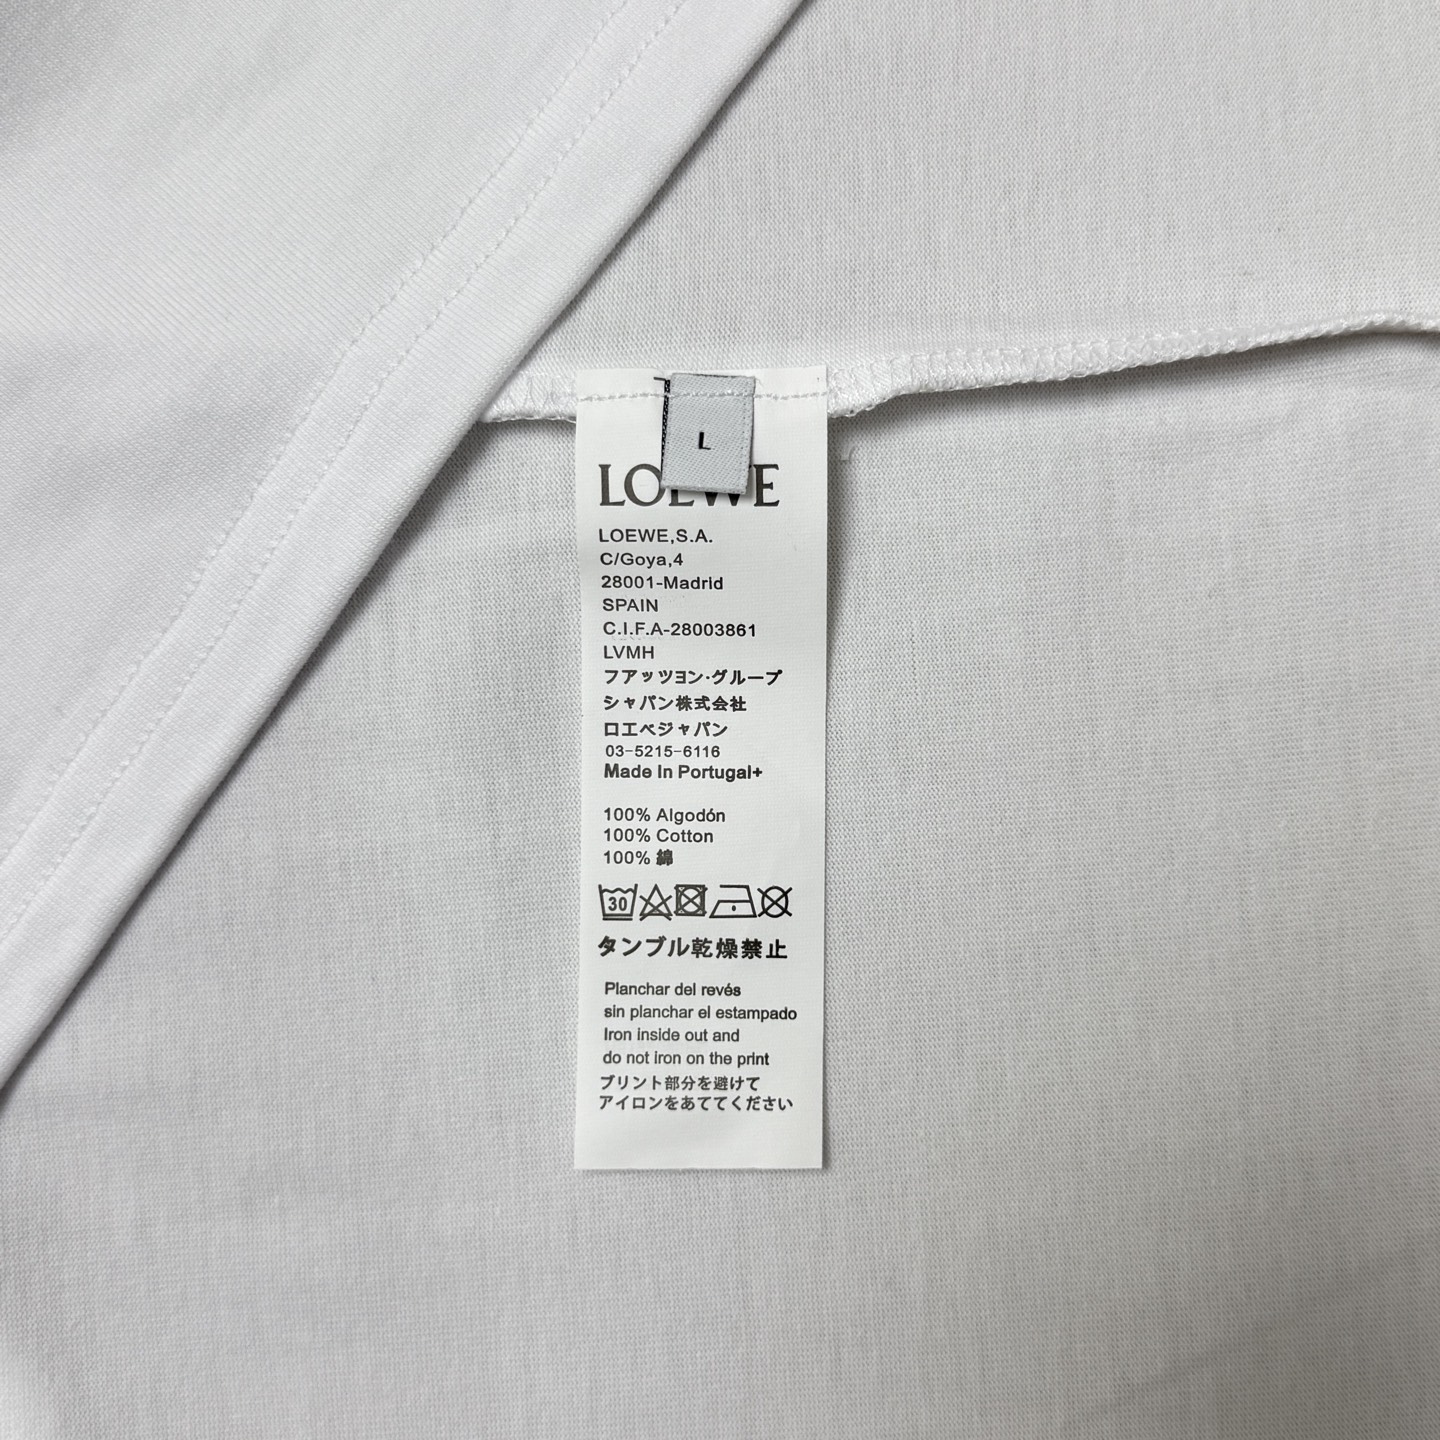 L
LOEWE
LOEWE,S.A.
C/Goya,4
28001-Madrid
SPAIN
C.I.F.A-28003861
LVMH
フアッツヨン·グループ
シャパン株式会社
ロエベジャパン
03-5215-6116
Made In Portugal+
100% Algodón
100% Cotton
100% 綿
30
タンブル乾燥禁止
Planchar del revés
sin planchar el estampado
Iron inside out and
do not iron on the print
プリント部分を避けて
アイロンをあててください